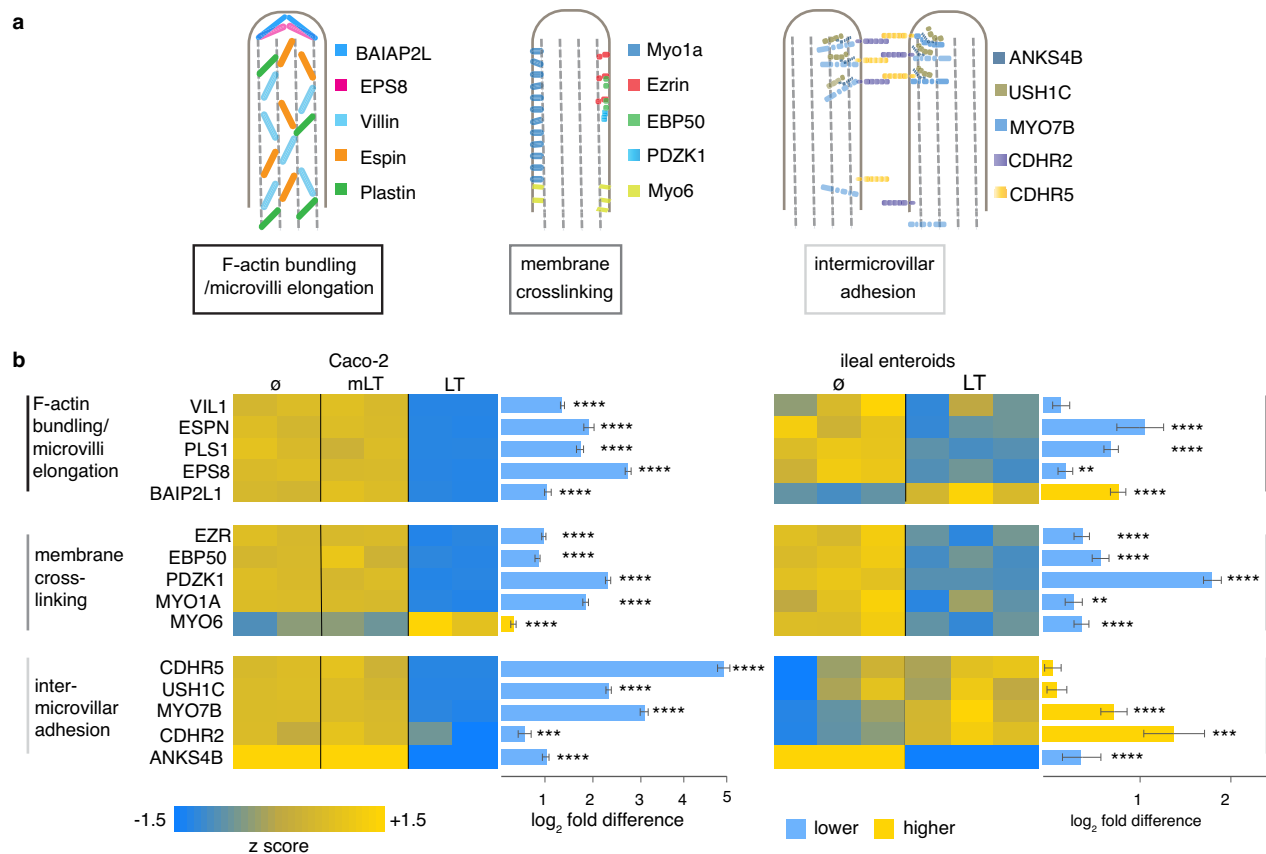 a
BAIAP2L
EPS8
Villin
Espin
Plastin
F-actin bundling
/microvilli elongation
Myo1a
Ezrin
EBP50
PDZK1
Myo6
membrane
crosslinking
ANKS4B
USH1C
MYO7B
CDHR2
CDHR5
intermicrovillar
adhesion
b
Caco-2
ø mLT LT
ileal enteroids
ø LT
F-actin
bundling/
microvilli
elongation
VIL1 ****
ESPN **** ****
PLS1 **** ****
EPS8 **** **
BAIP2L1 **** ****
membrane
cross-
linking
EZR **** ****
EBP50 **** ****
PDZK1 **** ****
MYO1A **** **
MYO6 **** ****
inter-
microvillar
adhesion
CDHR5 ****
USH1C ****
MYO7B **** ****
CDHR2 *** ***
ANKS4B **** ****
1 2 3 4 5
log2 fold difference
1 2
log2 fold difference
-1.5 +1.5
z score
lower higher